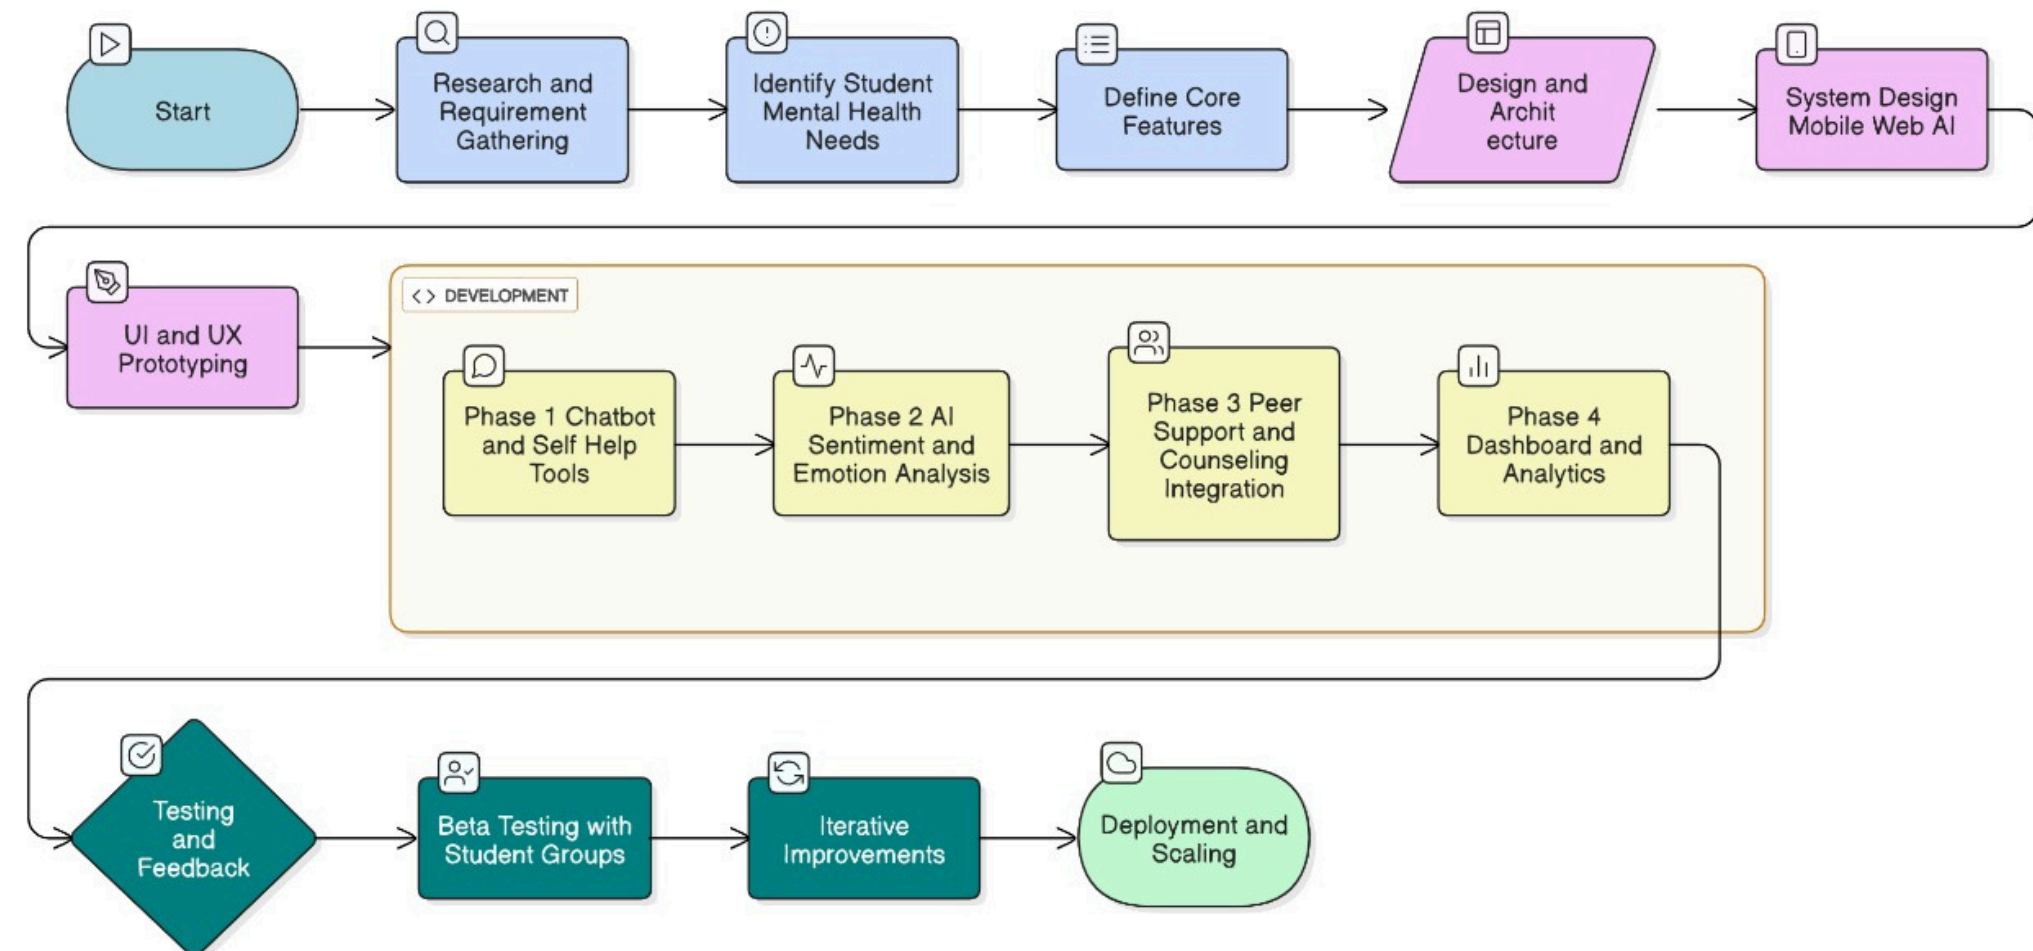 Start
Research and
Requirement
Gathering
Identify Student
Mental Health
Needs
Define Core
Features
Design and
Archit
ecture
System Design
Mobile Web AI
UI and UX
Prototyping
<> DEVELOPMENT
Phase 1 Chatbot
and Self Help
Tools
Phase 2 AI
Sentiment and
Emotion Analysis
Phase 3 Peer
Support and
Counseling
Integration
Phase 4
Dashboard and
Analytics
Testing
and
Feedback
Beta Testing with
Student Groups
Iterative
Improvements
Deployment and
Scaling